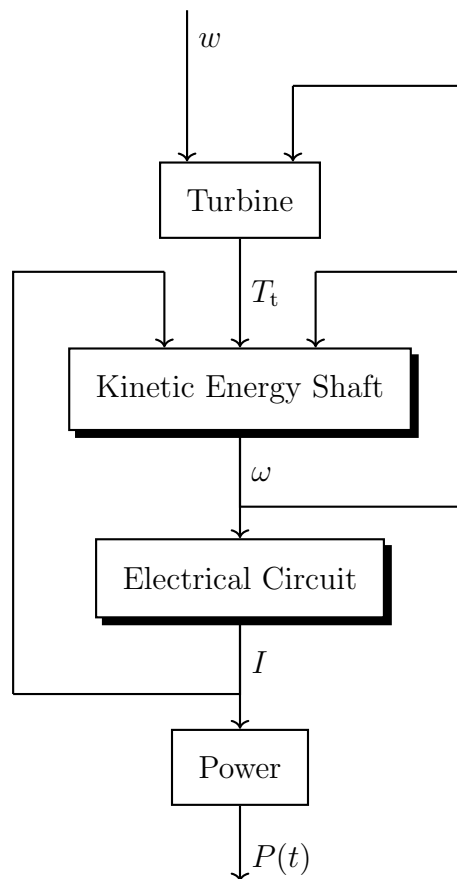 w
Turbine
T_t
Kinetic Energy Shaft
ω
Electrical Circuit
I
Power
P(t)